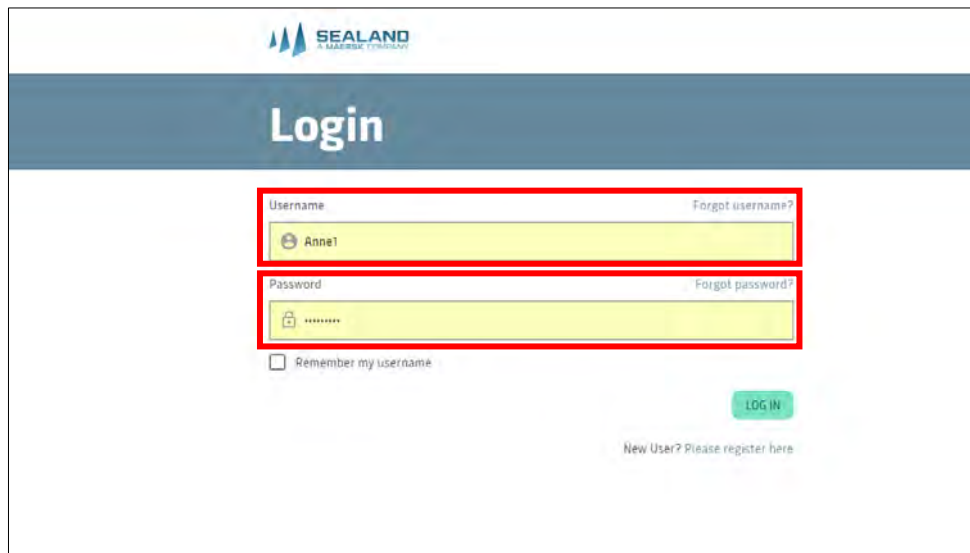 SEALAND
A MAERSK COMPANY
Login
Username Forgot username?
Anne1
Password Forgot password?
•••••••••
Remember my username
LOG IN
New User? Please register here